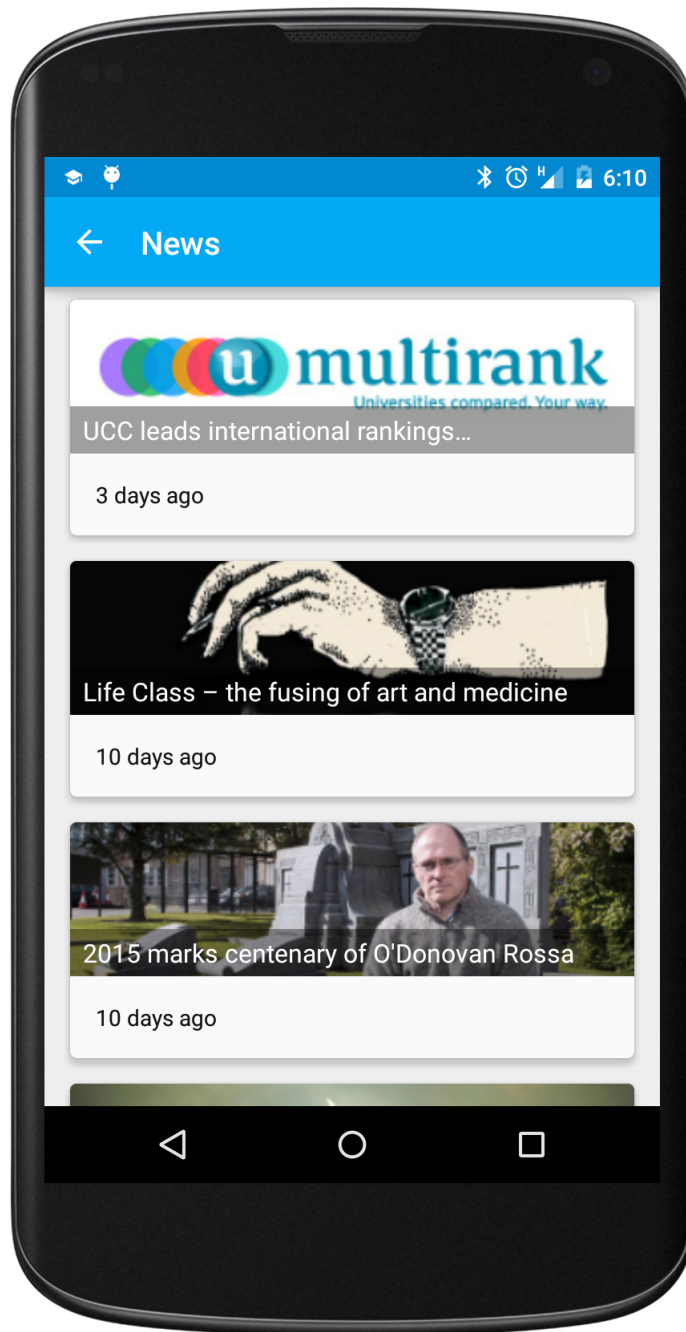 H
6:10
News
u multirank
Universities compared. Your way.
UCC leads international rankings…
3 days ago
Life Class – the fusing of art and medicine
10 days ago
2015 marks centenary of O'Donovan Rossa
10 days ago